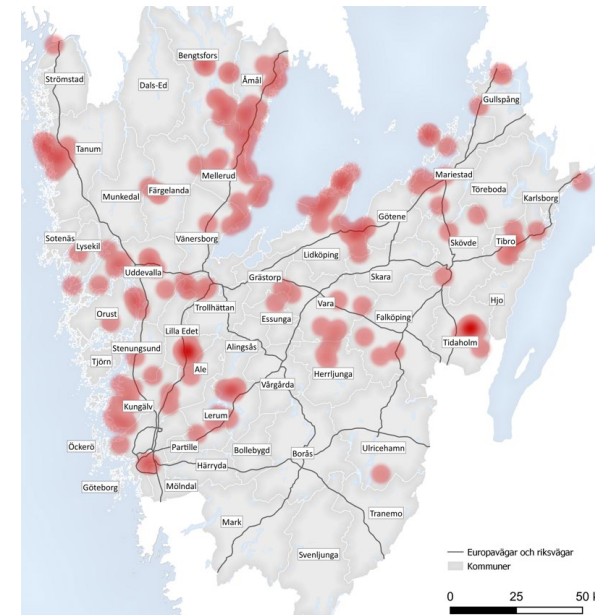 Bengtsfors
Strömstad
Dals-Ed
Åmål
Gullspång
Tanum
Mellerud
Mariestad
Munkedal
Färgelanda
Töreboda
Karlsborg
Götene
Sotenäs
Lysekil
Vänersborg
Skövde
Tibro
Lidköping
Uddevalla
Grästorp
Skara
Hjo
Orust
Trollhättan
Essunga
Vara
Falköping
Lilla Edet
Tidaholm
Stenungsund
Alingsås
Tjörn
Ale
Herrljunga
Vårgårda
Kungälv
Lerum
Öckerö
Partille
Bollebygd
Borås
Ulricehamn
Härryda
Göteborg
Mölndal
Mark
Tranemo
Svenljunga
Europavägar och riksvägar
Kommuner
0 25 50